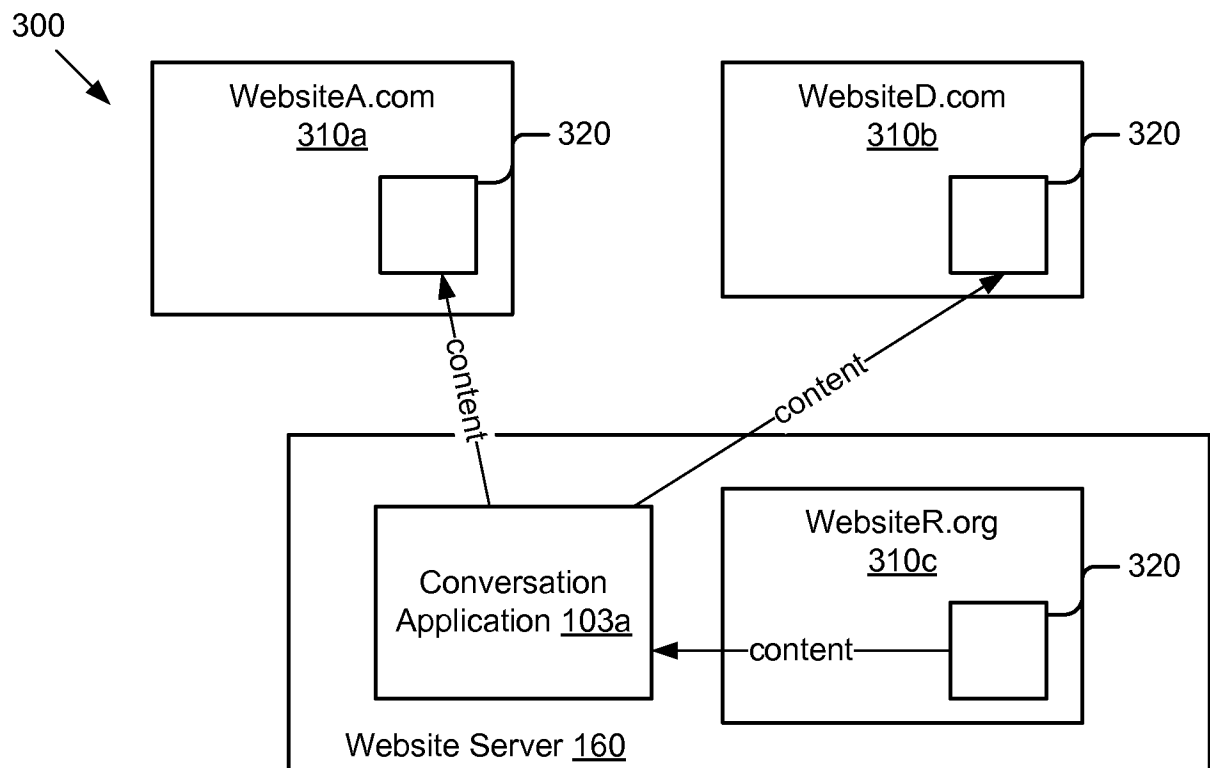 300
WebsiteA.com
310a
320
WebsiteD.com
310b
320
content
content
WebsiteR.org
310c
320
Conversation
Application 103a
content
Website Server 160